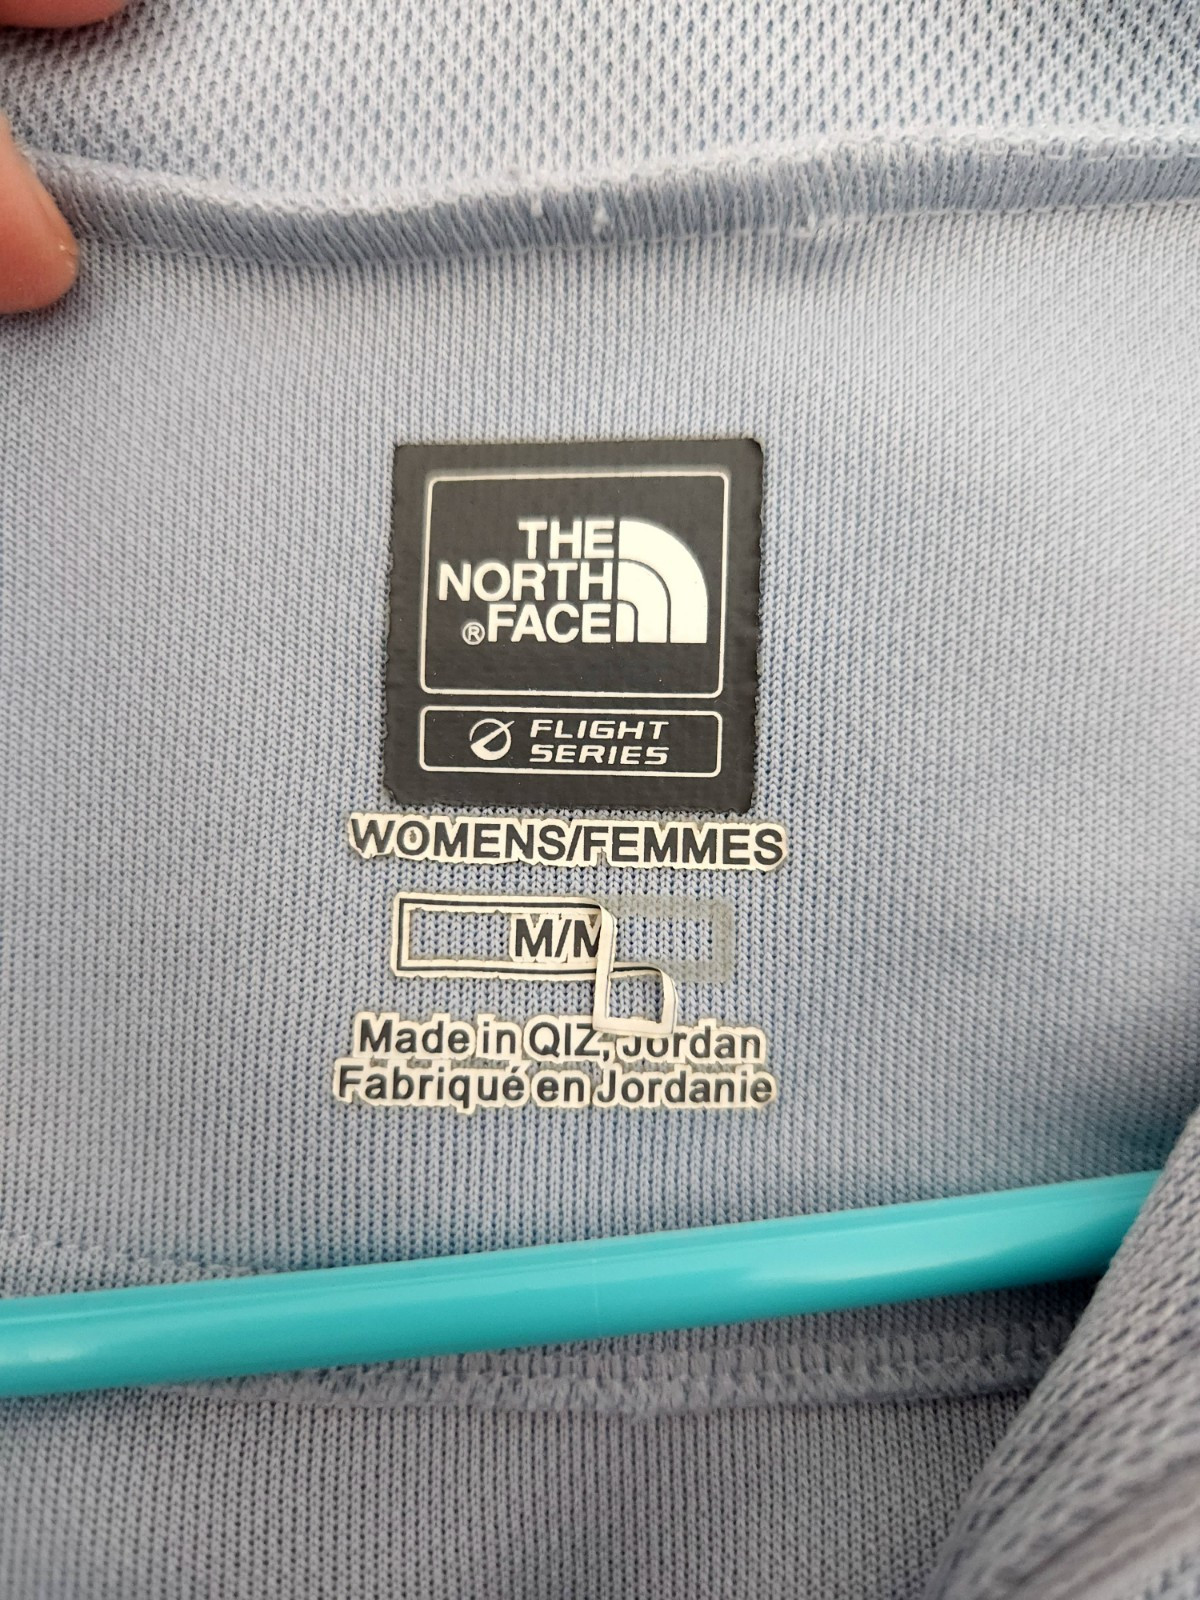 THE
NORTH
®FACE
FLIGHT
SERIES
WOMENS/FEMMES
M/M
Made in QIZ, Jordan
Fabriqué en Jordanie